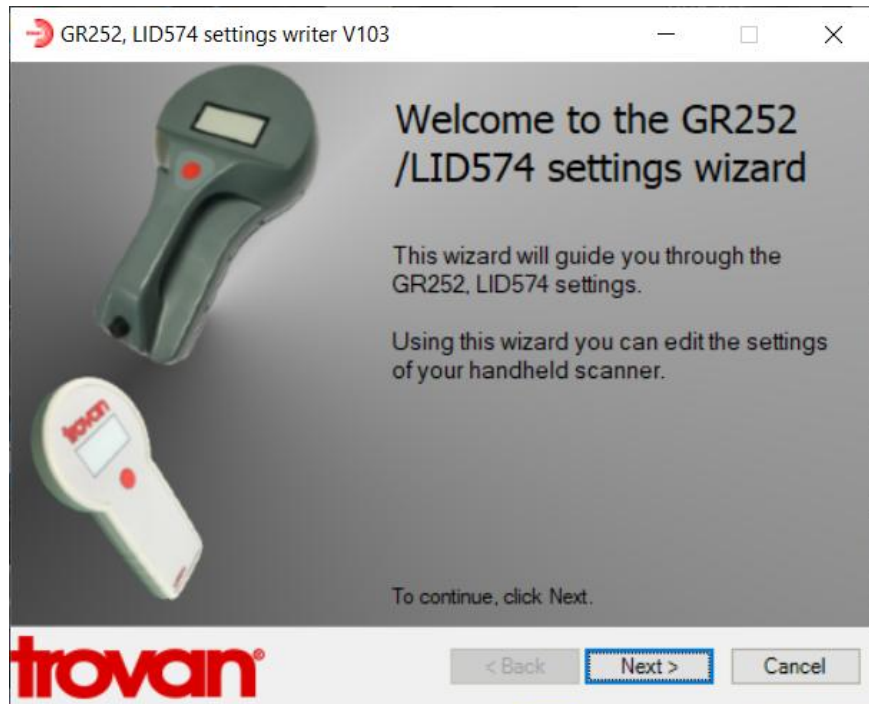 GR252, LID574 settings writer V103
Welcome to the GR252
/LID574 settings wizard
This wizard will guide you through the
GR252, LID574 settings.
Using this wizard you can edit the settings
of your handheld scanner.
trovan
To continue, click Next.
trovan®
< Back
Next >
Cancel